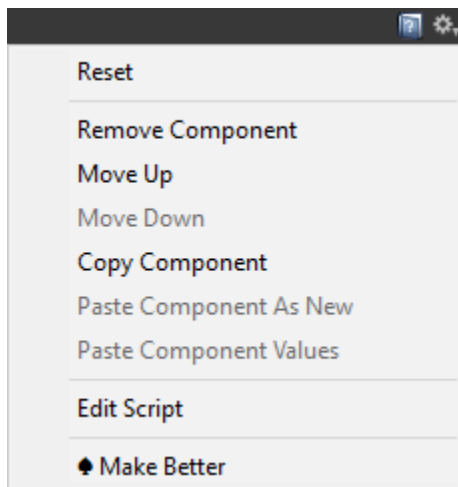 Reset
Remove Component
Move Up
Move Down
Copy Component
Paste Component As New
Paste Component Values
Edit Script
♠ Make Better